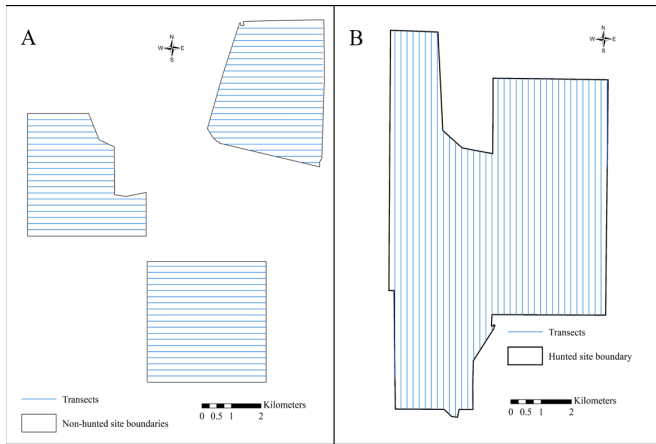 A
N
W E
S
Transects
Non-hunted site boundaries
Kilometers
0 0.5 1 2
B
N
W E
S
Transects
Hunted site boundary
Kilometers
0 0.5 1 2